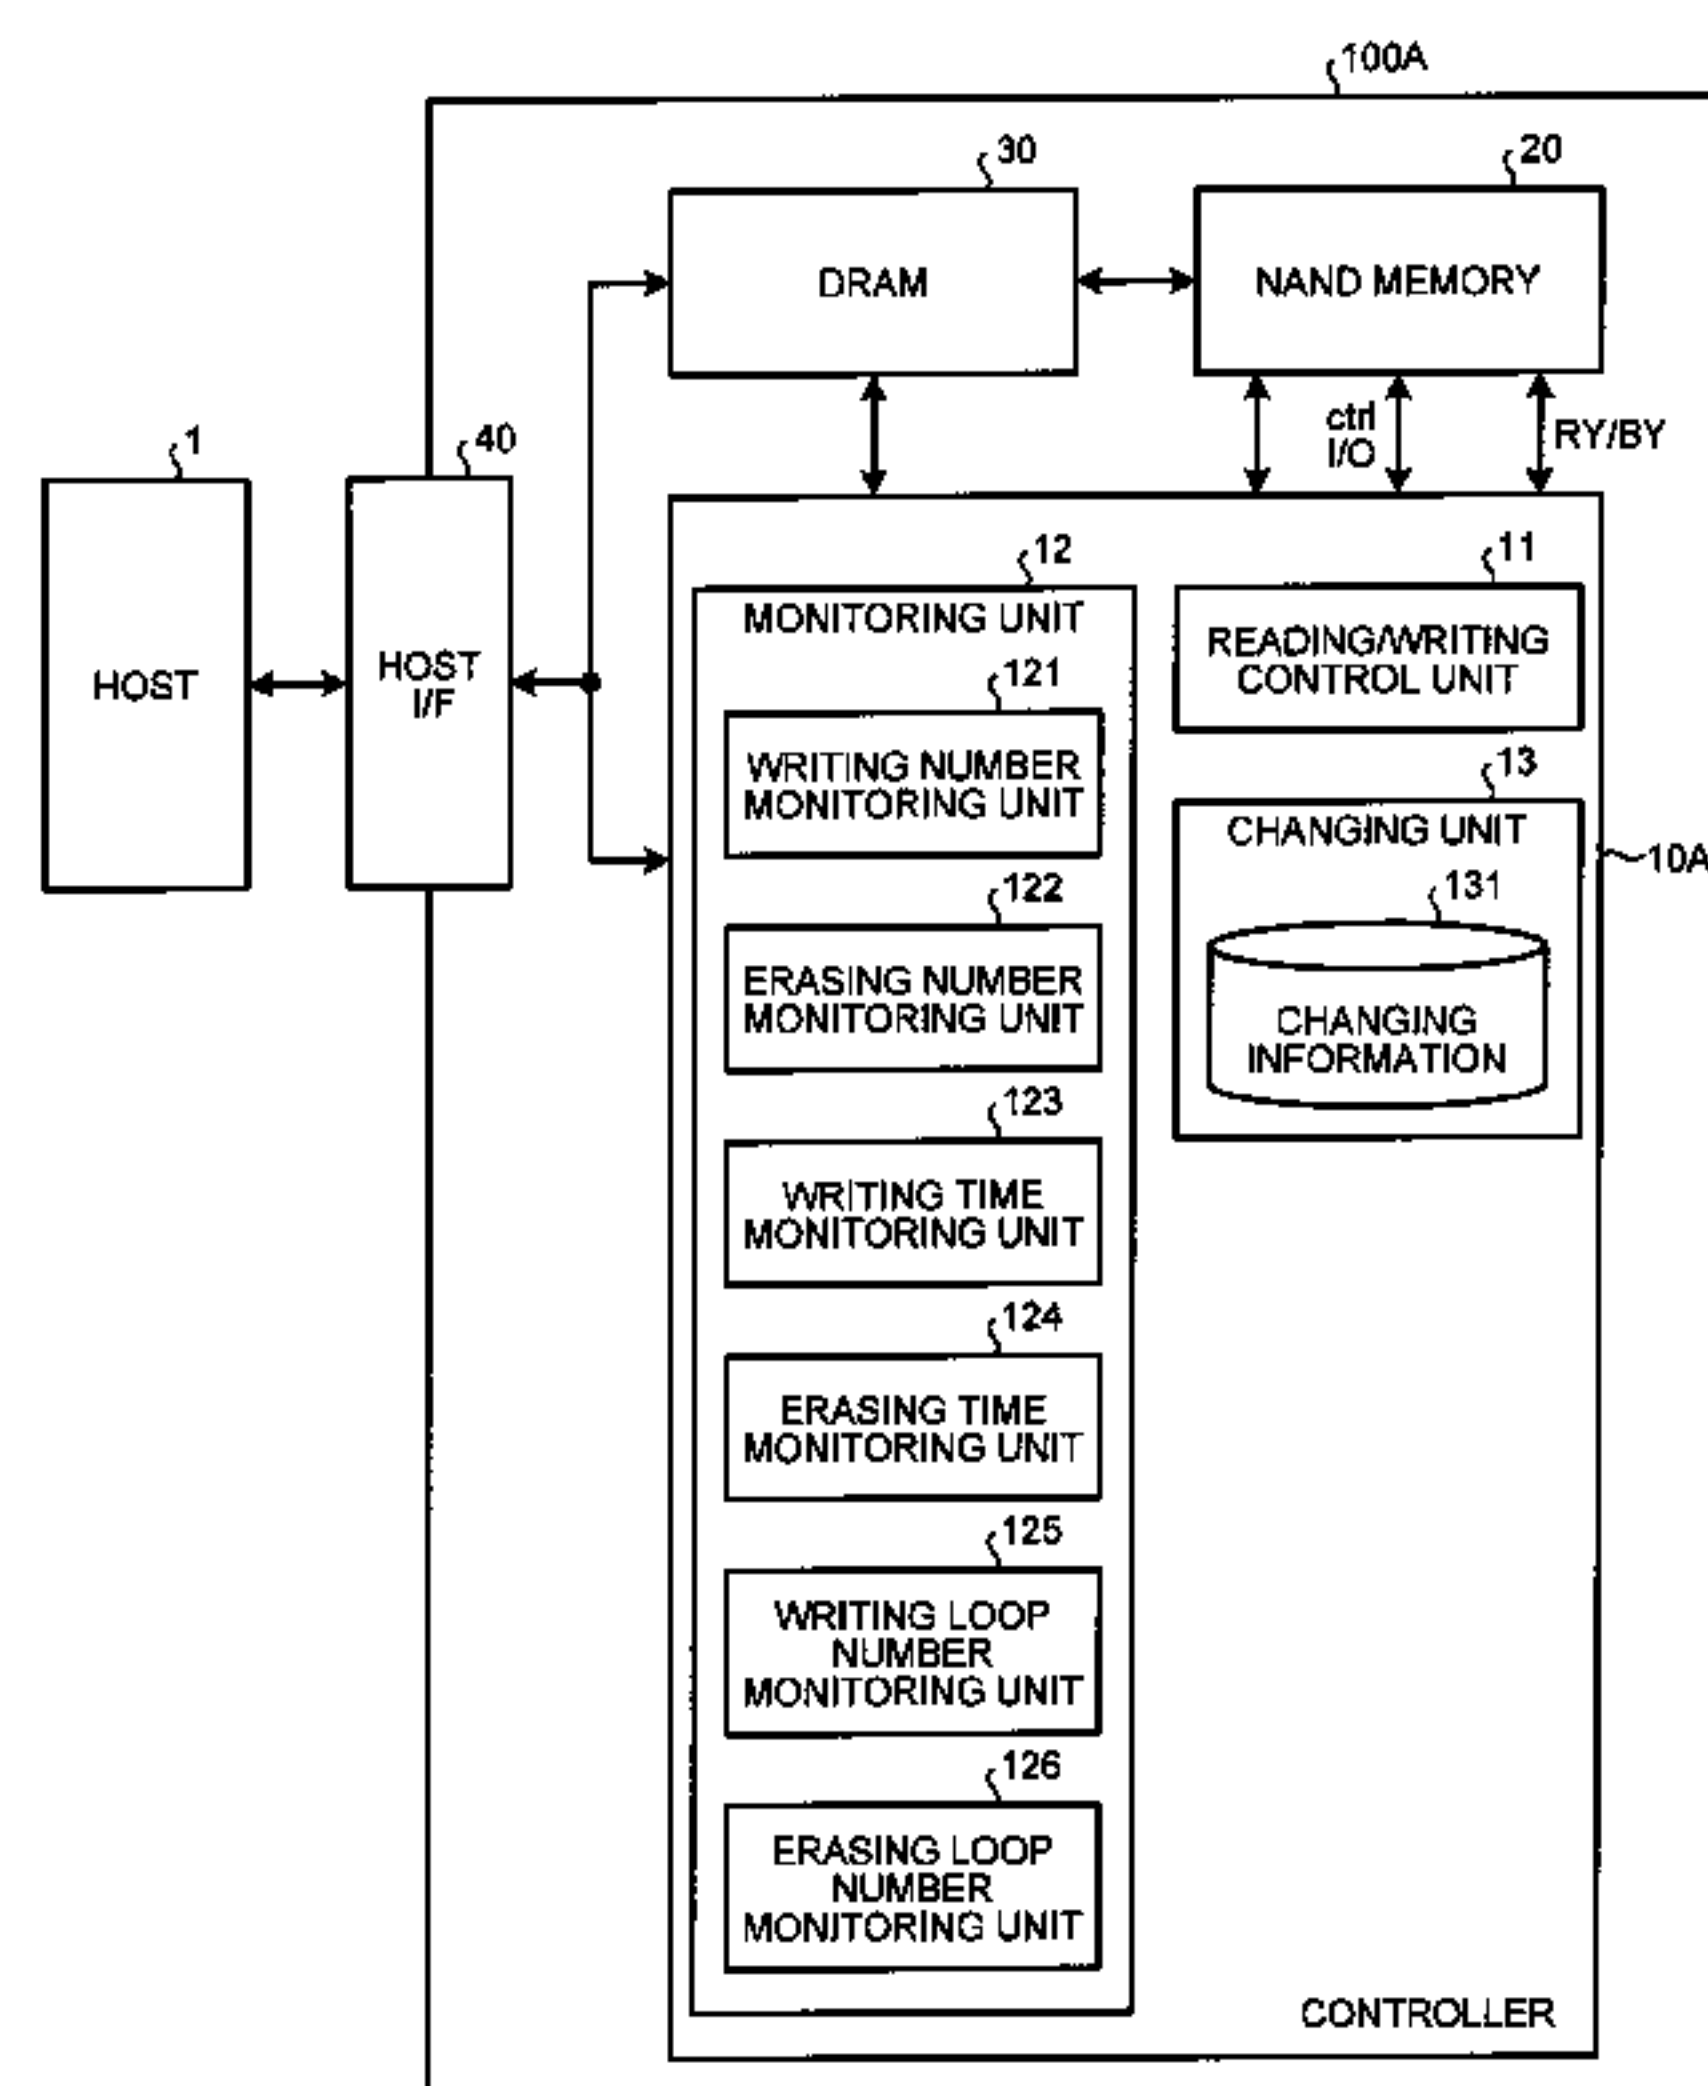 100A
30
20
DRAM
NAND MEMORY
ctrl
I/O
RY/BY
1
40
HOST
HOST
I/F
12
MONITORING UNIT
121
WRITING NUMBER
MONITORING UNIT
122
ERASING NUMBER
MONITORING UNIT
123
WRITING TIME
MONITORING UNIT
124
ERASING TIME
MONITORING UNIT
125
WRITING LOOP
NUMBER
MONITORING UNIT
126
ERASING LOOP
NUMBER
MONITORING UNIT
11
READING/WRITING
CONTROL UNIT
13
CHANGING UNIT
131
CHANGING
INFORMATION
10A
CONTROLLER